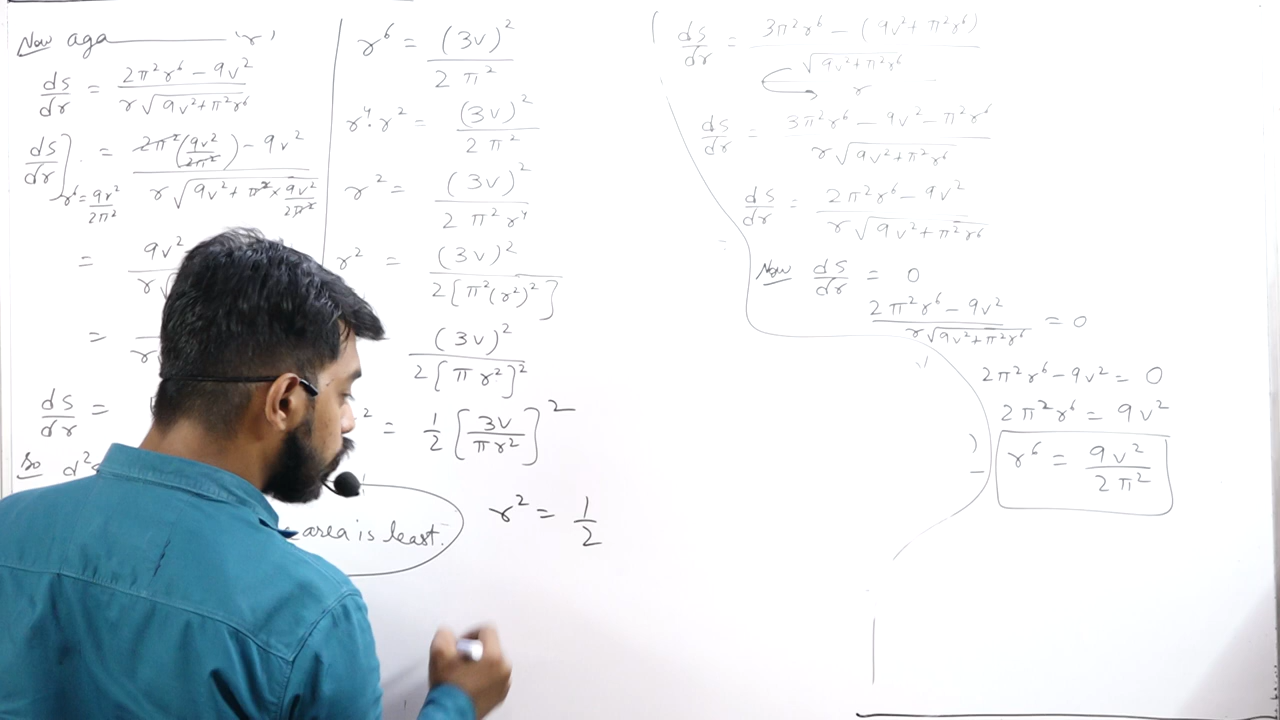 Now aga———— 'r'
dS/dr = (2π²r⁶ - 9v²) / (r√(9v²+π²r⁶))
dS/dr]r⁶=9v²/2π² = (2π²(9v²/2π²) - 9v²) / (r√(9v² + π² × 9v²/2π²))
= 9v² / r√
= / r√
dS/dr =
So d²S
area is least.
r⁶ = (3v)² / 2π²
r⁴·r² = (3v)² / 2π²
r² = (3v)² / 2π²r⁴
r² = (3v)² / 2[π²(r²)²]
(3v)² / 2[πr²]²
² = 1/2 [3v/πr²]²
r² = 1/2
dS/dr = (3π²r⁶ - (9v² + π²r⁶)) / √(9v²+π²r⁶) / r
dS/dr = (3π²r⁶ - 9v² - π²r⁶) / (r√(9v²+π²r⁶))
dS/dr = (2π²r⁶ - 9v²) / (r√(9v²+π²r⁶))
Now dS/dr = 0
(2π²r⁶ - 9v²) / (r√(9v²+π²r⁶)) = 0
2π²r⁶ - 9v² = 0
2π²r⁶ = 9v²
r⁶ = 9v² / 2π²